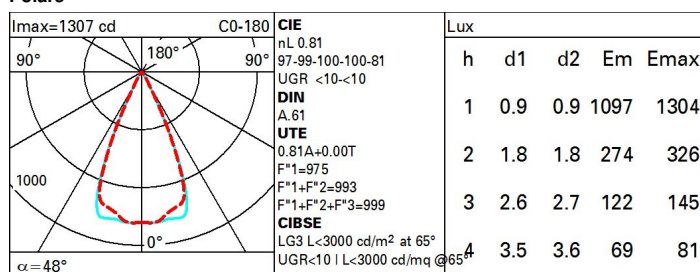 Imax=1307 cd C0-180
90° 180° 90°
1000
0°
α=48°
CIE
nL 0.81
97-99-100-100-81
UGR <10-<10
DIN
A.61
UTE
0.81A+0.00T
F"1=975
F"1+F"2=993
F"1+F"2+F"3=999
CIBSE
LG3 L<3000 cd/m² at 65°
UGR<10 | L<3000 cd/mq @65°
Lux
h d1 d2 Em Emax
1 0.9 0.9 1097 1304
2 1.8 1.8 274 326
3 2.6 2.7 122 145
4 3.5 3.6 69 81